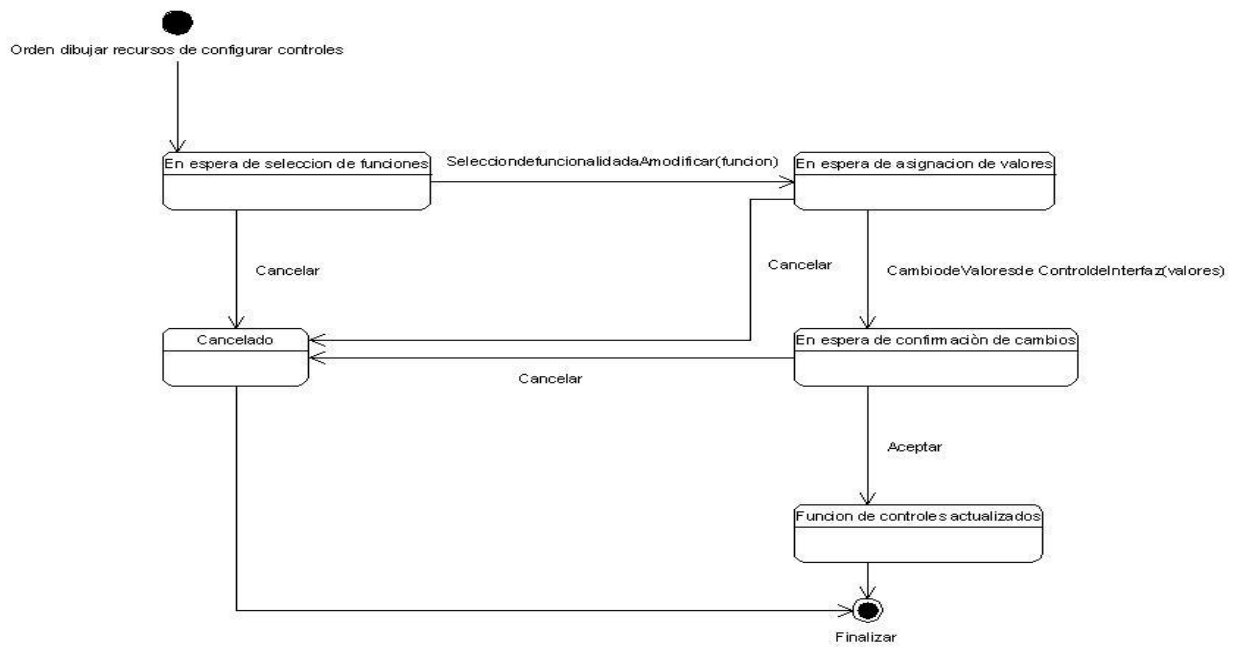 Orden dibujar recursos de configurar controles
En espera de seleccion de funciones
SelecciondefuncionalidadaAmodificar(funcion)
En espera de asignacion de valores
Cancelar
Cancelar
CambiodeValoresde ControldeInterfaz(valores)
Cancelado
En espera de confirmaciòn de cambios
Cancelar
Aceptar
Funcion de controles actualizados
Finalizar